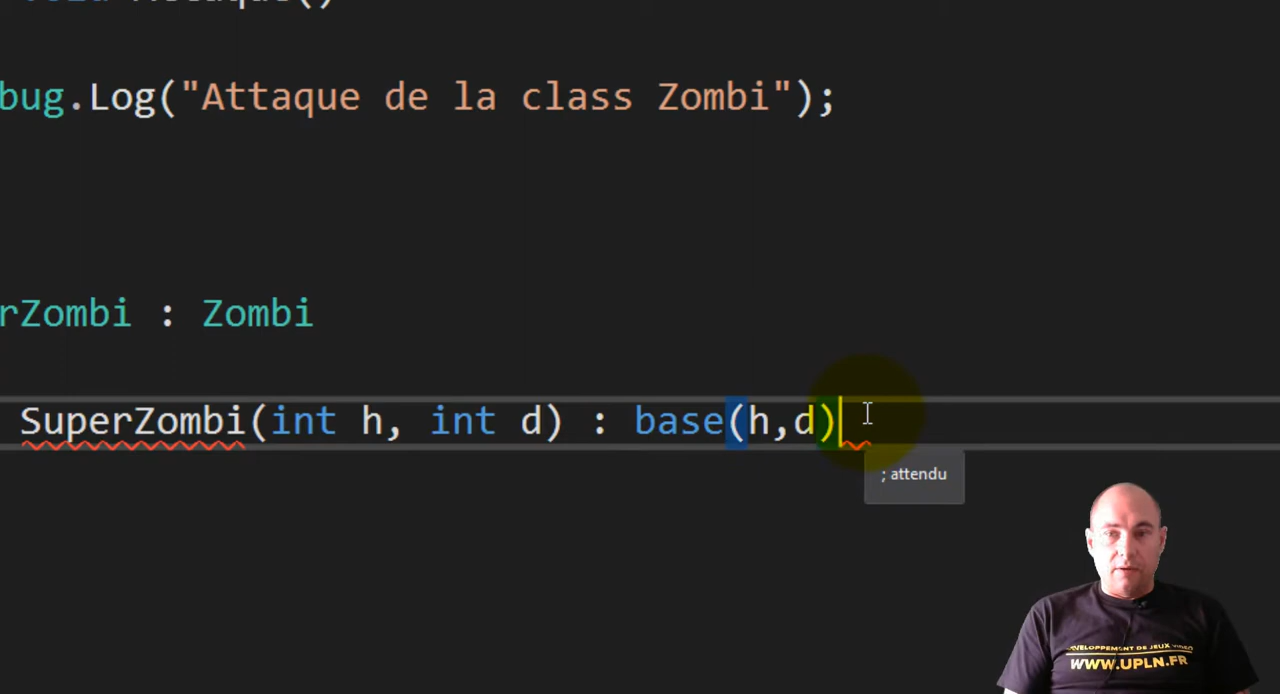 bug.Log("Attaque de la class Zombi");
rZombi : Zombi
SuperZombi(int h, int d) : base(h,d)
; attendu
WWW.UPLN.FR